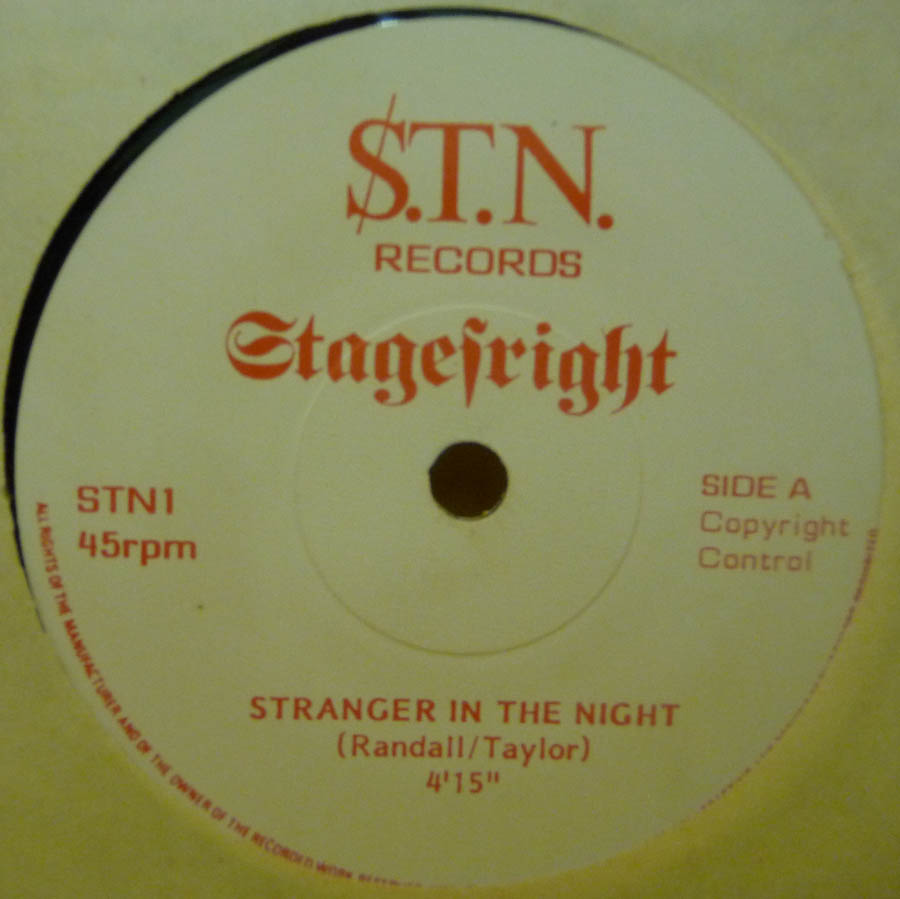 $.T.N.
RECORDS
Stagefright
STN1
45rpm
SIDE A
Copyright
Control
STRANGER IN THE NIGHT
(Randall/Taylor)
4'15"
ALL RIGHTS OF THE MANUFACTURER AND OF THE OWNER OF THE RECORDED WORK RESERVED